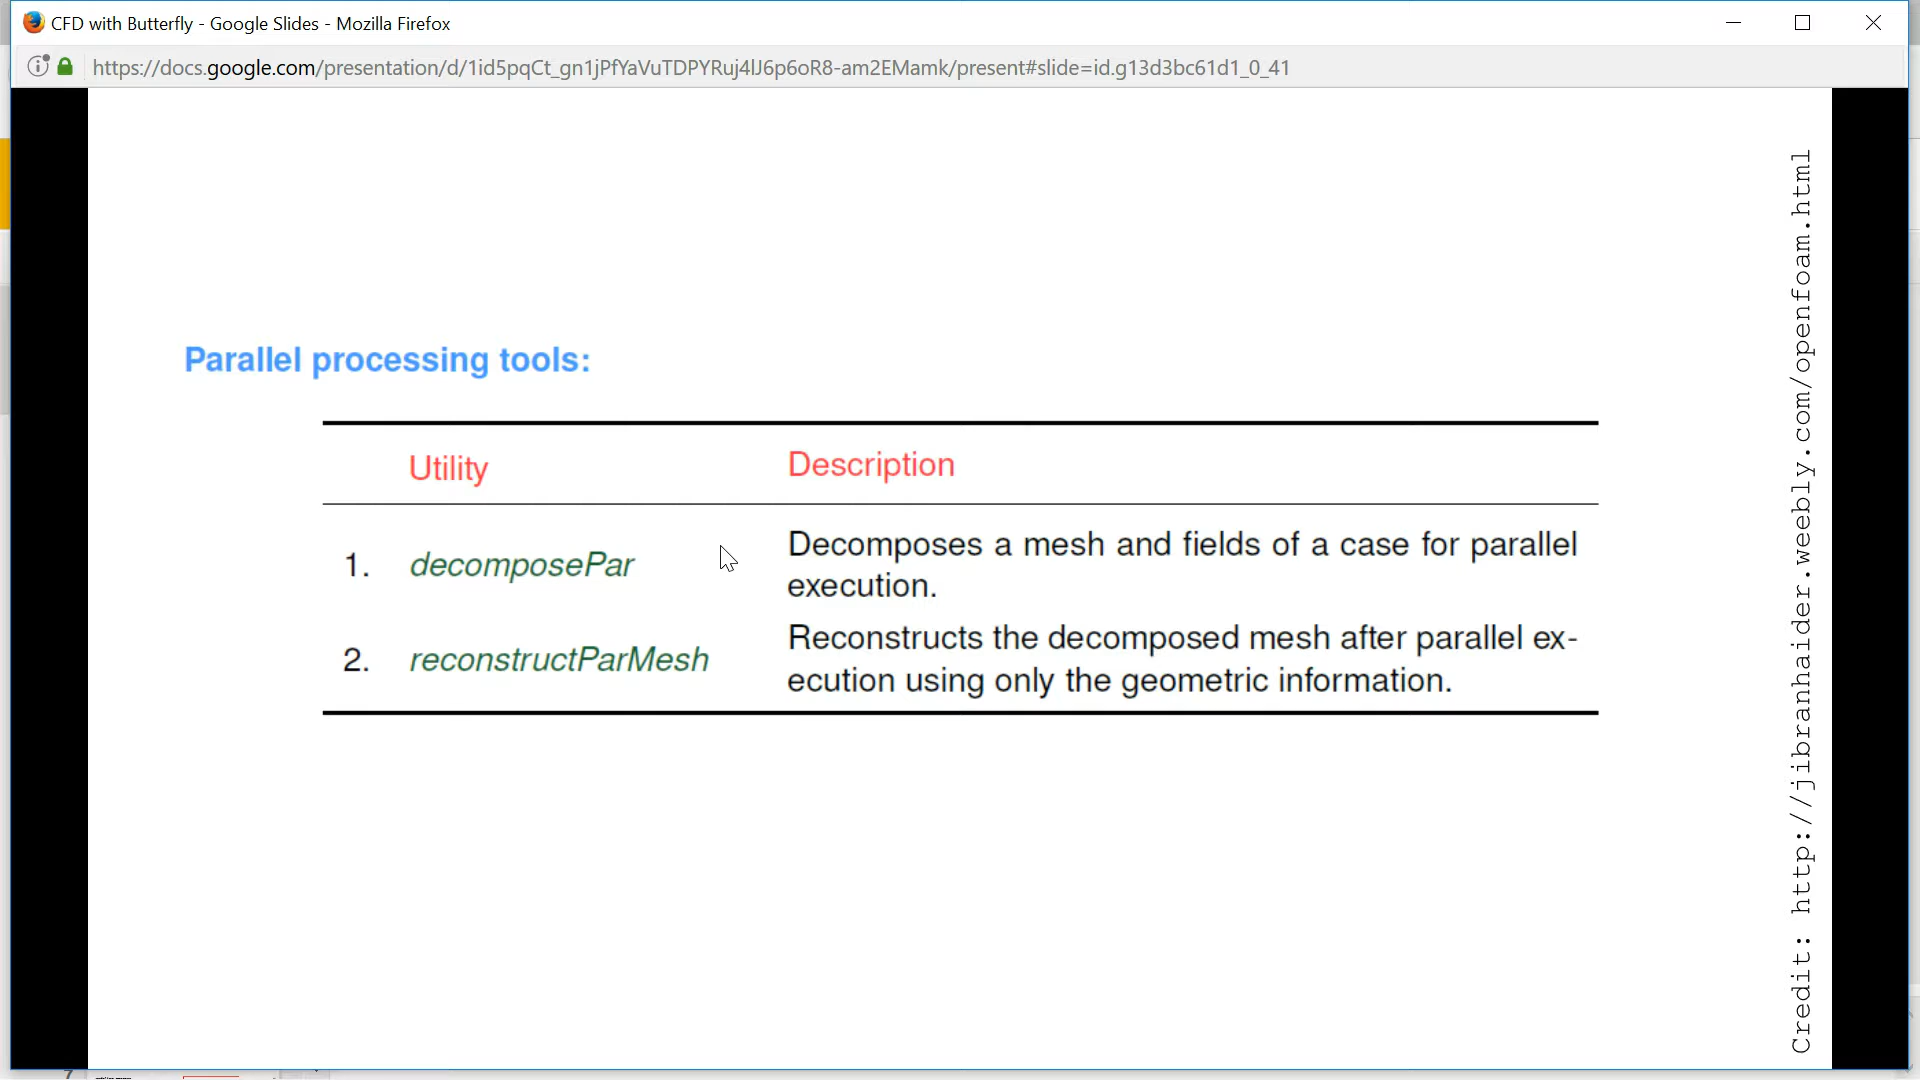 CFD with Butterfly - Google Slides - Mozilla Firefox
https://docs.google.com/presentation/d/1id5pqCt_gn1jPfYaVuTDPYRuj4lJ6p6oR8-am2EMamk/present#slide=id.g13d3bc61d1_0_41
Parallel processing tools:
Utility Description
1. decomposePar Decomposes a mesh and fields of a case for parallel
execution.
2. reconstructParMesh Reconstructs the decomposed mesh after parallel ex-
ecution using only the geometric information.
Credit: http://jibranhaider.weebly.com/openfoam.html
7